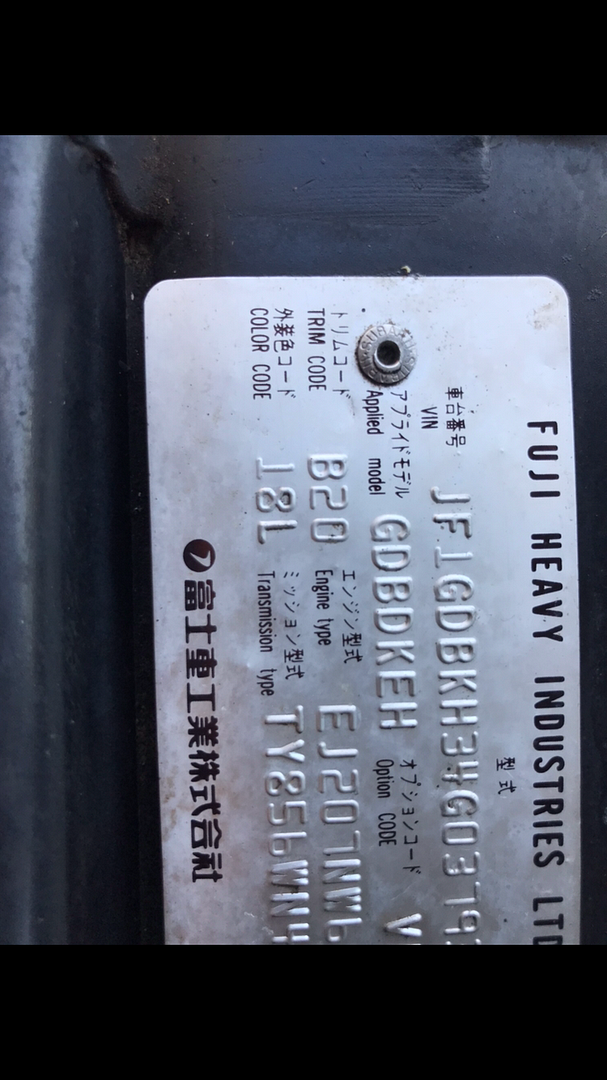 FUJI HEAVY INDUSTRIES LTD
型式
車台番号
VIN JF1GDBKH34G0379
アプライドモデル オプションコード
Applied model GDBDKEH Option CODE V
トリムコード エンジン型式
TRIM CODE B20 Engine type EJ207NW6
外装色コード ミッション型式
COLOR CODE 18L Transmission type TY856WN4
富士重工業株式会社